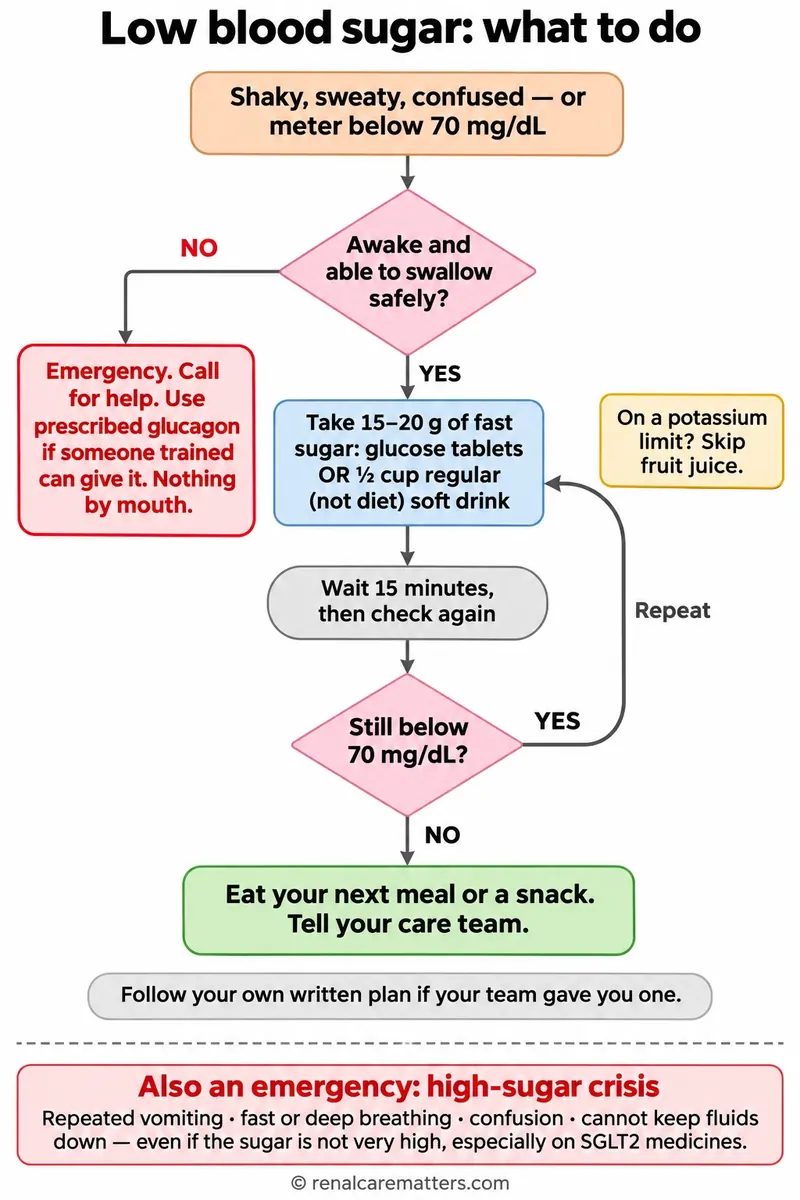 Low blood sugar: what to do
Shaky, sweaty, confused — or
meter below 70 mg/dL
Awake and
able to swallow
safely?
NO
Emergency. Call
for help. Use
prescribed glucagon
if someone trained
can give it. Nothing
by mouth.
YES
Take 15–20 g of fast
sugar: glucose tablets
OR ½ cup regular
(not diet) soft drink
On a potassium
limit? Skip
fruit juice.
Wait 15 minutes,
then check again
Repeat
Still below
70 mg/dL?
YES
NO
Eat your next meal or a snack.
Tell your care team.
Follow your own written plan if your team gave you one.
Also an emergency: high-sugar crisis
Repeated vomiting · fast or deep breathing · confusion · cannot keep fluids
down — even if the sugar is not very high, especially on SGLT2 medicines.
© renalcarematters.com